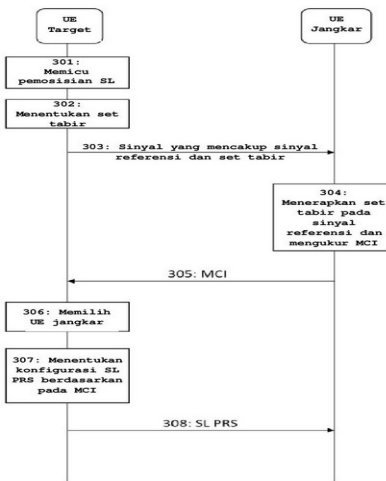 UE
Target
UE
Jangkar
301:
Memicu
pemosisian SL
302:
Menentukan set
tabir
303: Sinyal yang mencakup sinyal
referensi dan set tabir
304:
Menerapkan set
tabir pada
sinyal
referensi dan
mengukur MCI
305: MCI
306: Memilih
UE jangkar
307: Menentukan
konfigurasi SL
PRS berdasarkan
pada MCI
308: SL PRS